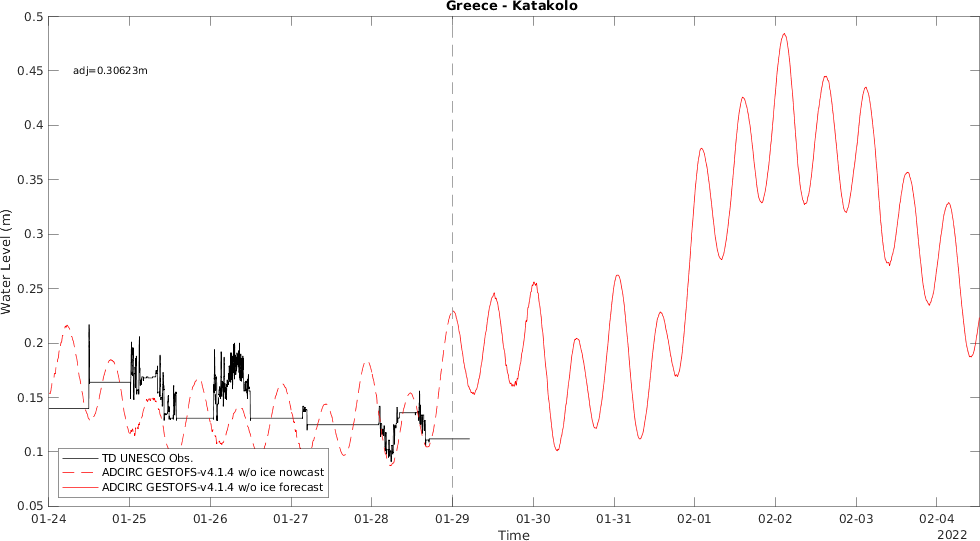 Greece - Katakolo
0.5
0.45
0.4
0.35
0.3
0.25
0.2
0.15
0.1
0.05
Water Level (m)
adj=0.30623m
TD UNESCO Obs.
ADCIRC GESTOFS-v4.1.4 w/o ice nowcast
ADCIRC GESTOFS-v4.1.4 w/o ice forecast
01-24 01-25 01-26 01-27 01-28 01-29 01-30 01-31 02-01 02-02 02-03 02-04
Time
2022